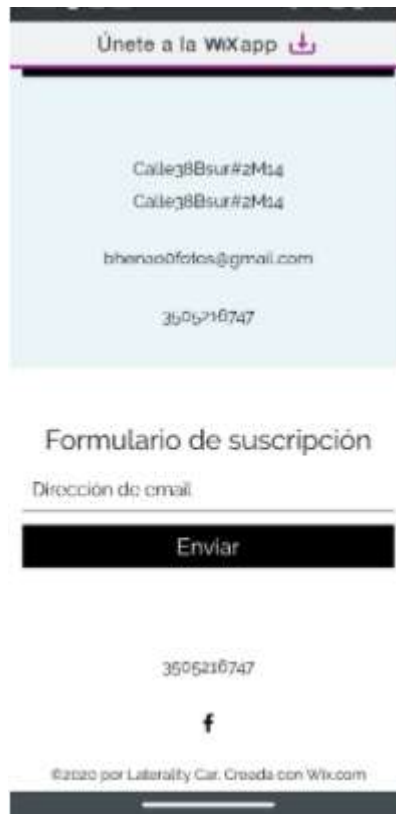 Únete a la WiXapp
Calle38Bsur#2M14
Calle38Bsur#2M14
bhenao0fotos@gmail.com
3505216747
Formulario de suscripción
Dirección de email
Enviar
3505216747
©2020 por Laterality Car. Creada con Wix.com